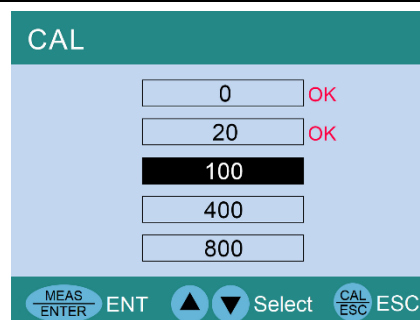 CAL
0 OK
20 OK
100
400
800
MEAS ENTER ENT Select CAL ESC ESC